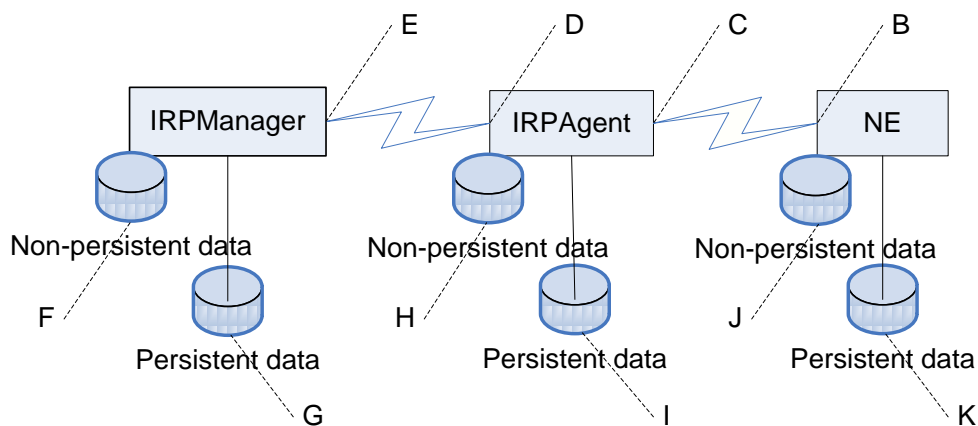 E
D
C
B
IRPManager
IRPAgent
NE
Non-persistent data
Non-persistent data
Non-persistent data
F
H
J
Persistent data
Persistent data
Persistent data
G
I
K